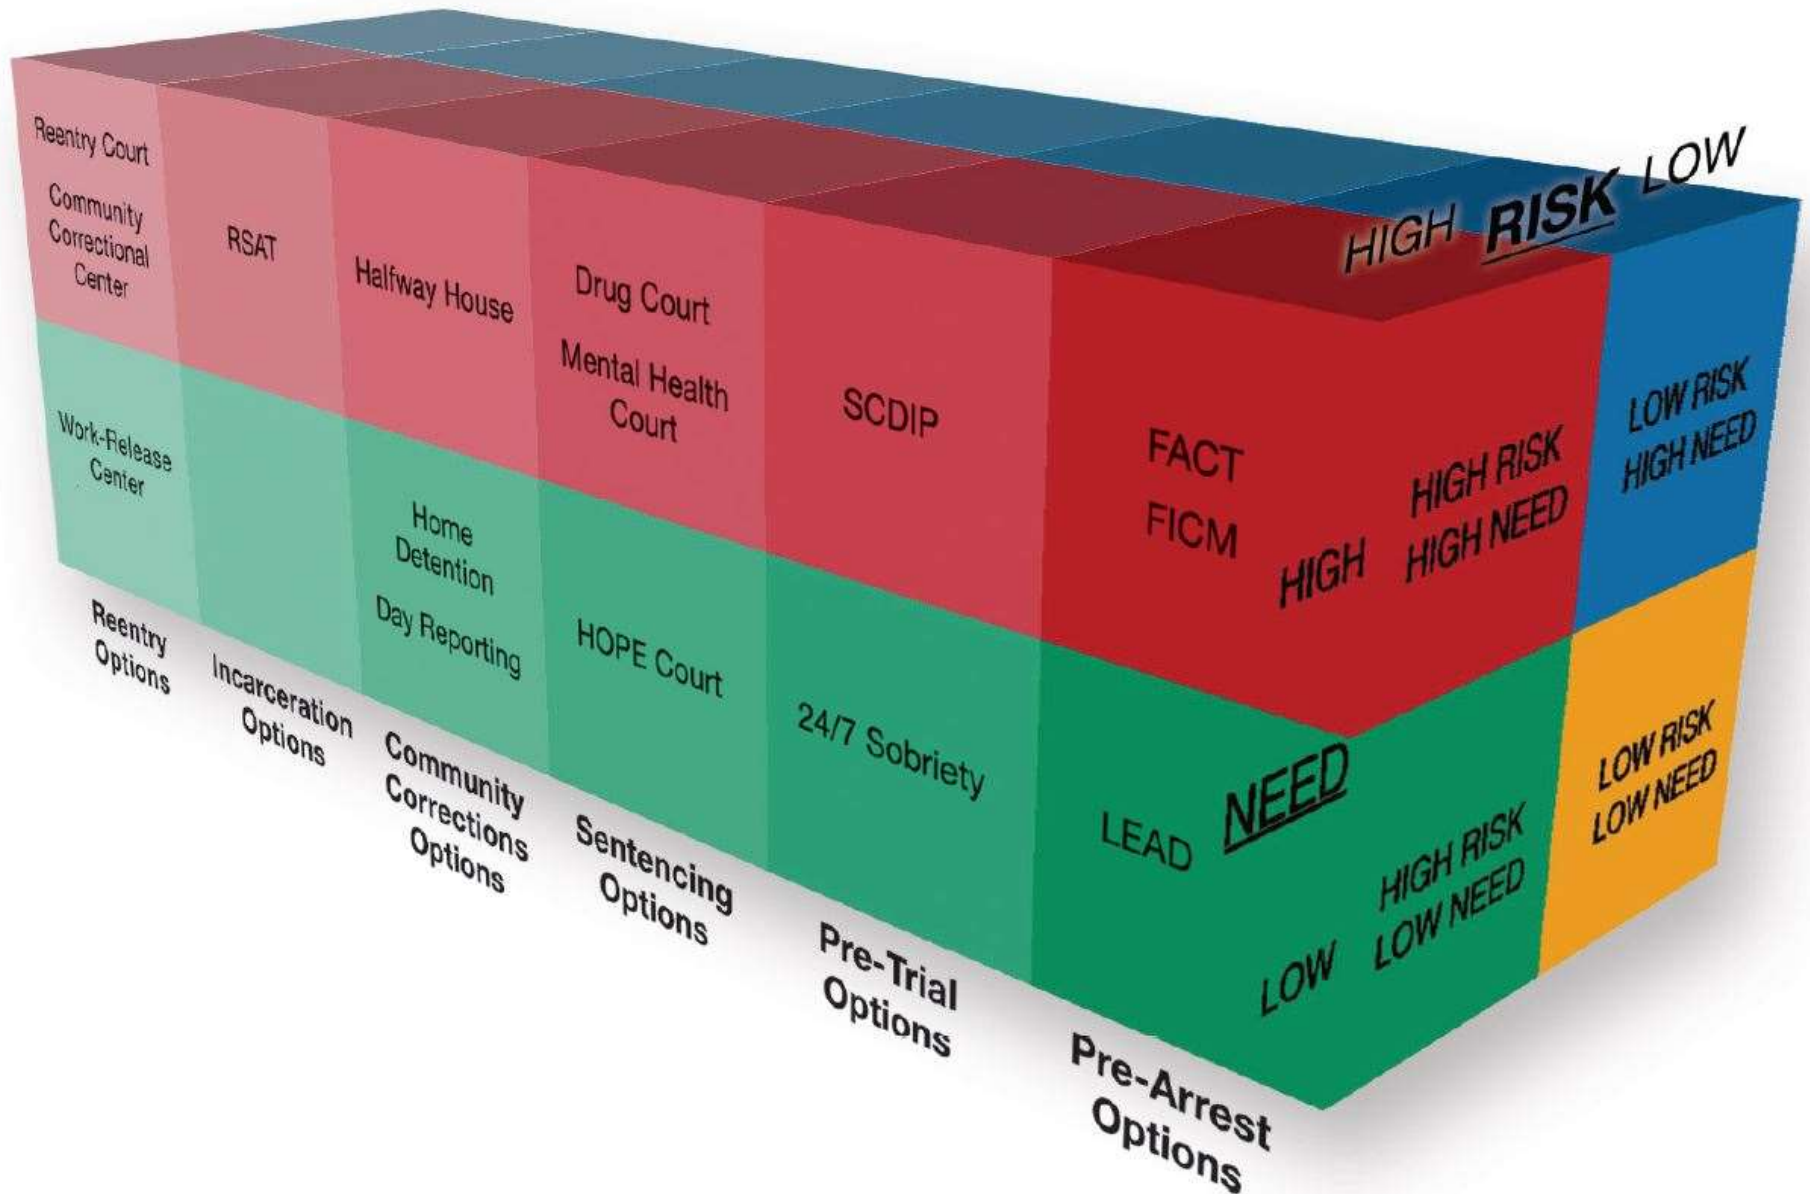 HIGH RISK LOW
Reentry Court
Community
Correctional
Center
RSAT
Halfway House
Drug Court
Mental Health
Court
SCDIP
FACT
FICM
HIGH
HIGH RISK
HIGH NEED
LOW RISK
HIGH NEED
Work-Release
Center
Home
Detention
Day Reporting
HOPE Court
24/7 Sobriety
LEAD
NEED
LOW
HIGH RISK
LOW NEED
LOW RISK
LOW NEED
Reentry
Options
Incarceration
Options
Community
Corrections
Options
Sentencing
Options
Pre-Trial
Options
Pre-Arrest
Options